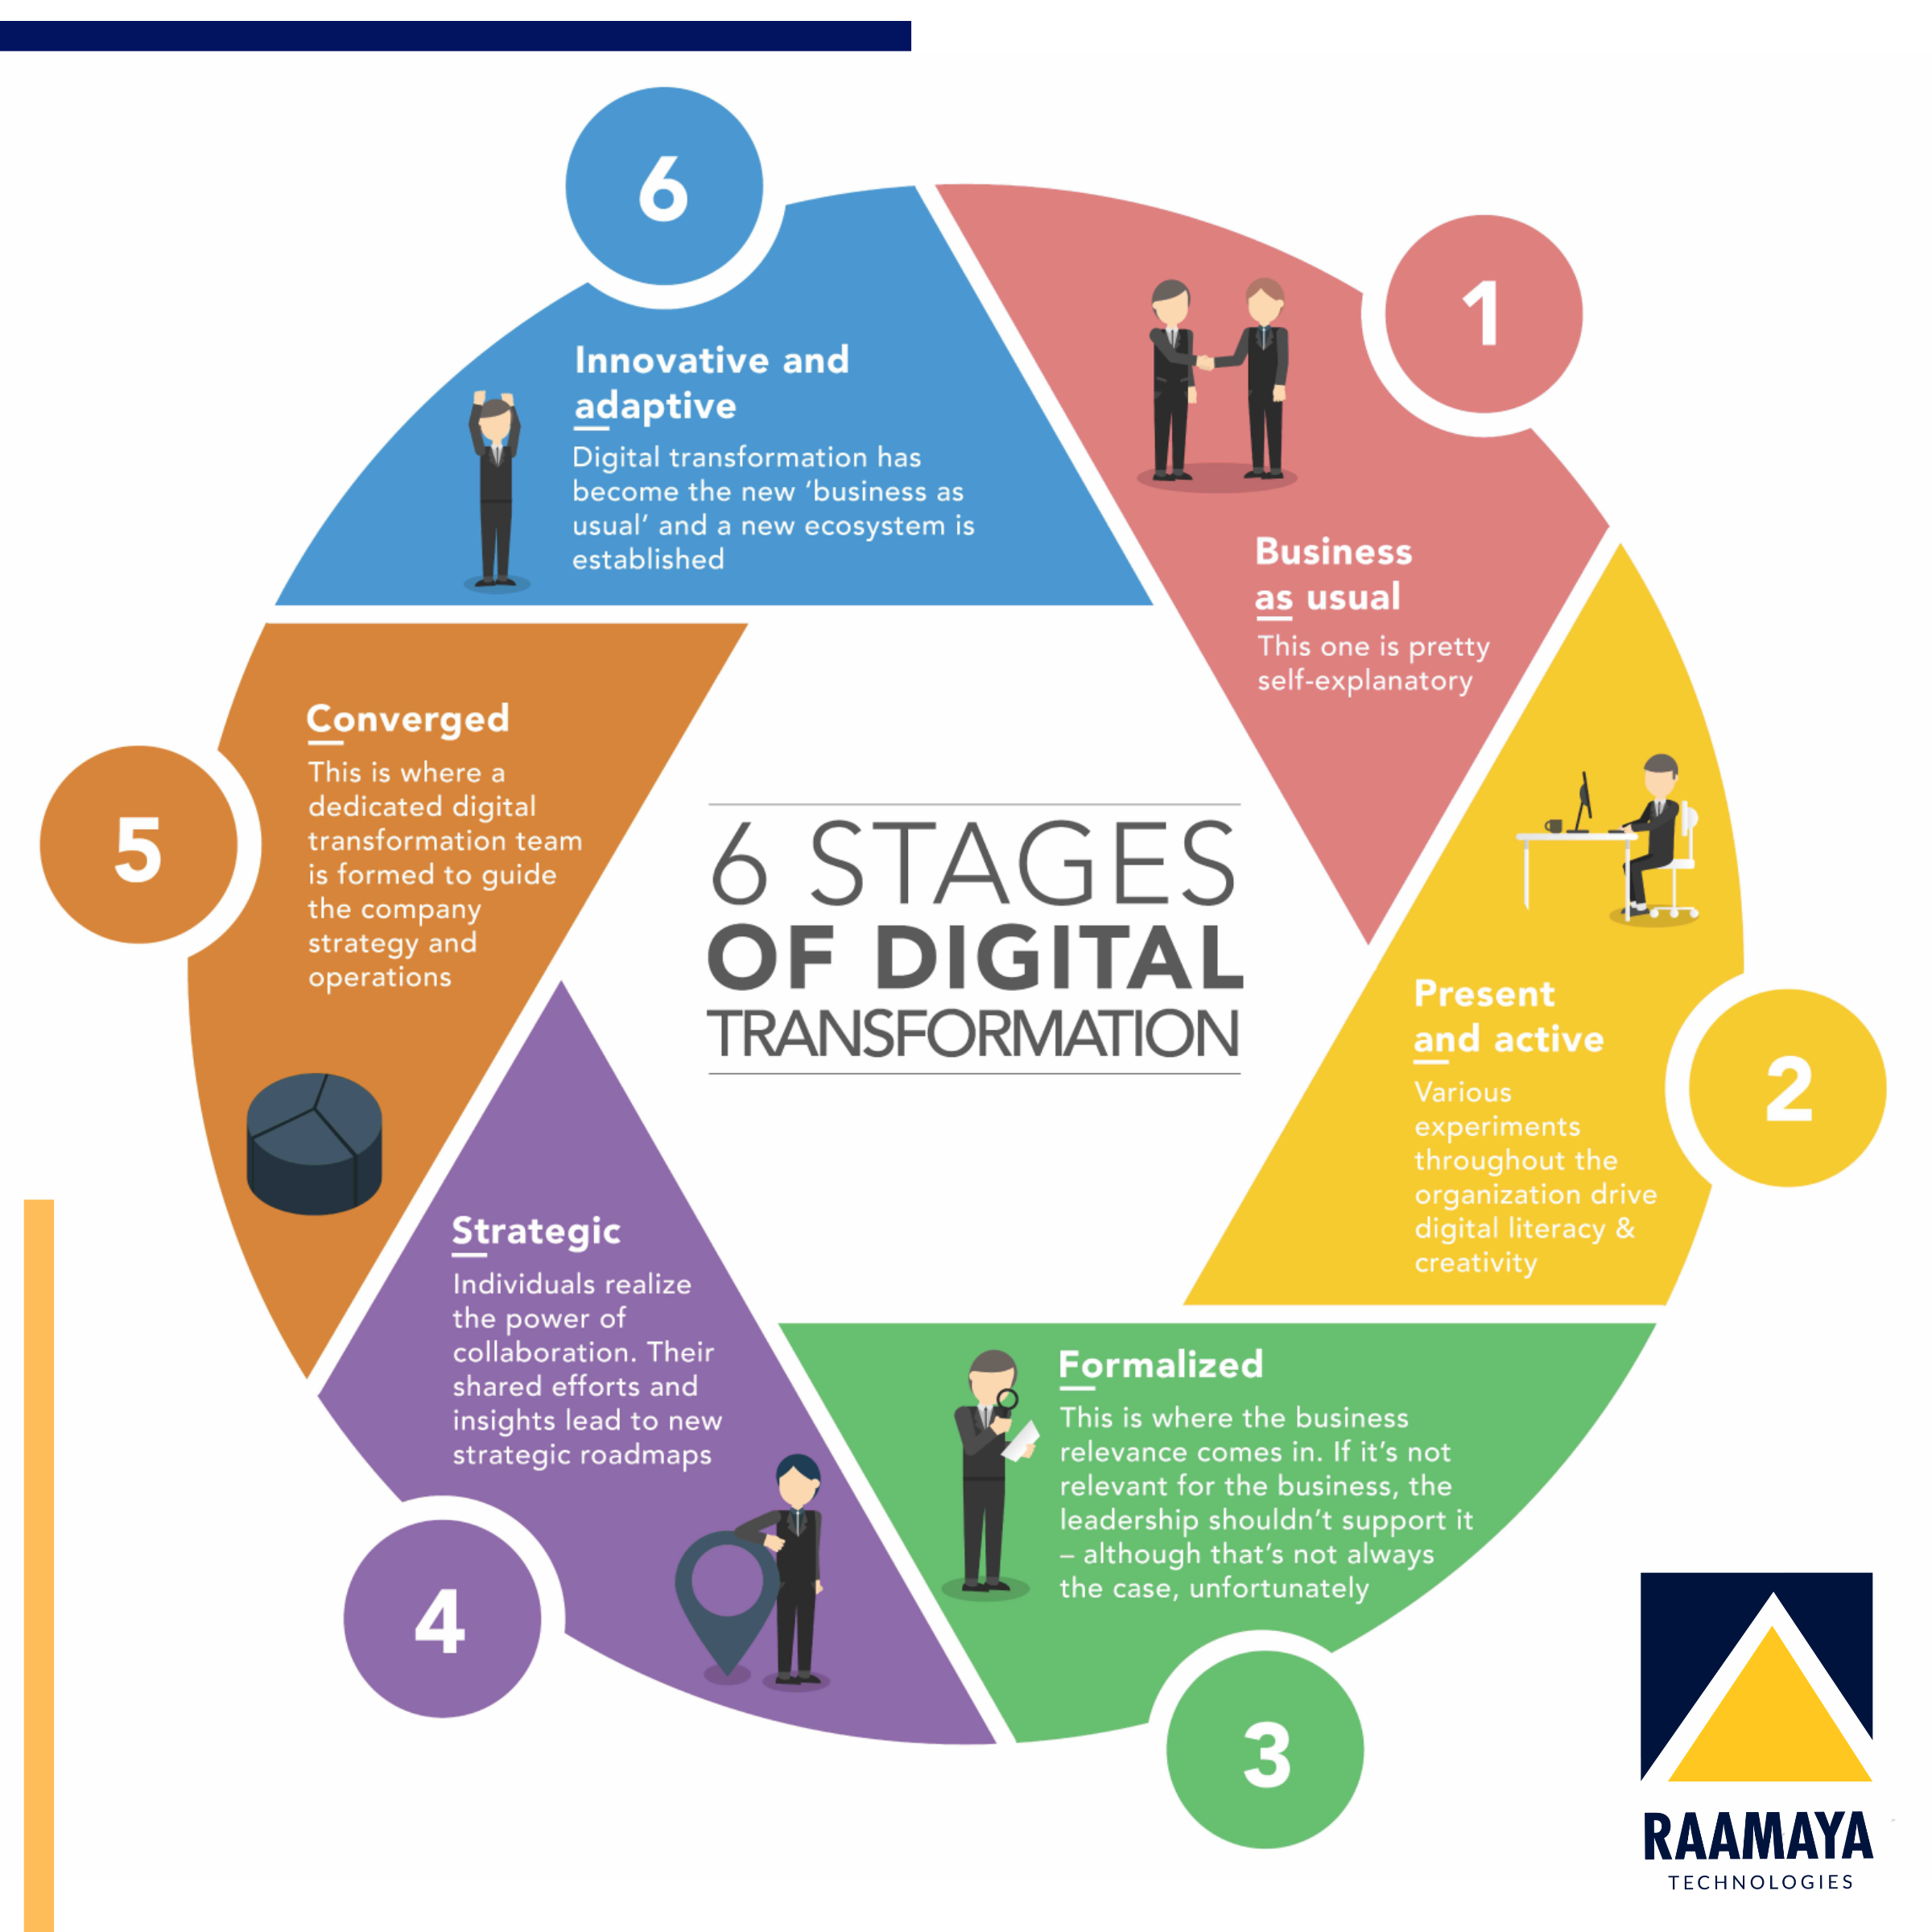 6 STAGES
OF DIGITAL
TRANSFORMATION
1
Business
as usual
This one is pretty
self-explanatory
2
Present
and active
Various
experiments
throughout the
organization drive
digital literacy &
creativity
3
Formalized
This is where the business
relevance comes in. If it's not
relevant for the business, the
leadership shouldn't support it
– although that's not always
the case, unfortunately
4
Strategic
Individuals realize
the power of
collaboration. Their
shared efforts and
insights lead to new
strategic roadmaps
5
Converged
This is where a
dedicated digital
transformation team
is formed to guide
the company
strategy and
operations
6
Innovative and
adaptive
Digital transformation has
become the new ‘business as
usual’ and a new ecosystem is
established
RAAMAYA
TECHNOLOGIES